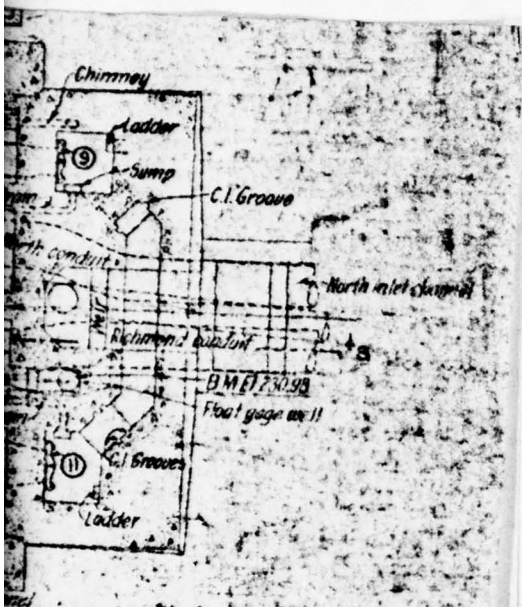 Chimney
Ladder
9
Sump
C.I. Groove
conduit
North inlet channel
Weir
Richmond conduit
B
B.M. El. 230.98
Float gage well
11
C.I. Grooves
Ladder